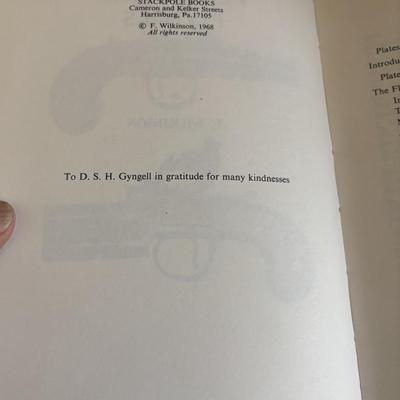 STACKPOLE BOOKS
Cameron and Kelker Streets
Harrisburg, Pa.17105
© F. Wilkinson, 1968
All rights reserved
To D. S. H. Gyngell in gratitude for many kindnesses
Plates
Introdu
Plate
The Fl
I
T